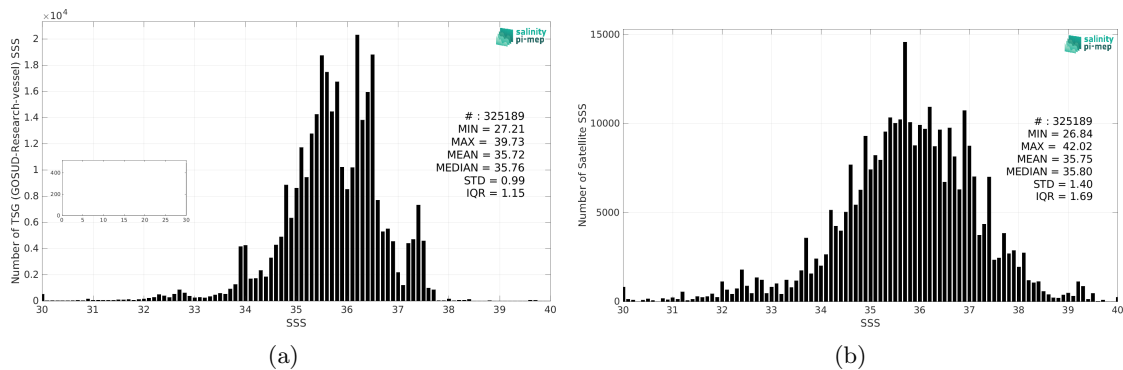 ×10⁴
2
1.8
1.6
1.4
1.2
1
0.8
0.6
0.4
0.2
0
Number of TSG (GOSUD-Research-vessel) SSS
salinity
pi-mep
# : 325189
MIN = 27.21
MAX = 39.73
MEAN = 35.72
MEDIAN = 35.76
STD = 0.99
IQR = 1.15
400
200
0
0 5 10 15 20 25 30
30 31 32 33 34 35 36 37 38 39 40
SSS
(a)
15000
10000
5000
0
Number of Satellite SSS
salinity
pi-mep
# : 325189
MIN = 26.84
MAX = 42.02
MEAN = 35.75
MEDIAN = 35.80
STD = 1.40
IQR = 1.69
30 31 32 33 34 35 36 37 38 39 40
SSS
(b)